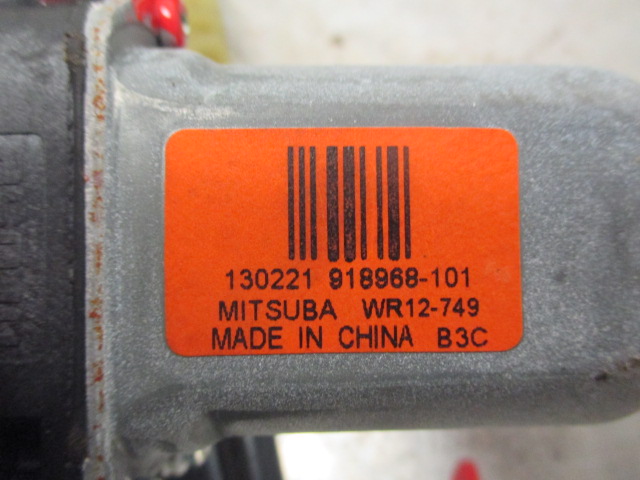 130221 918968-101
MITSUBA WR12-749
MADE IN CHINA B3C